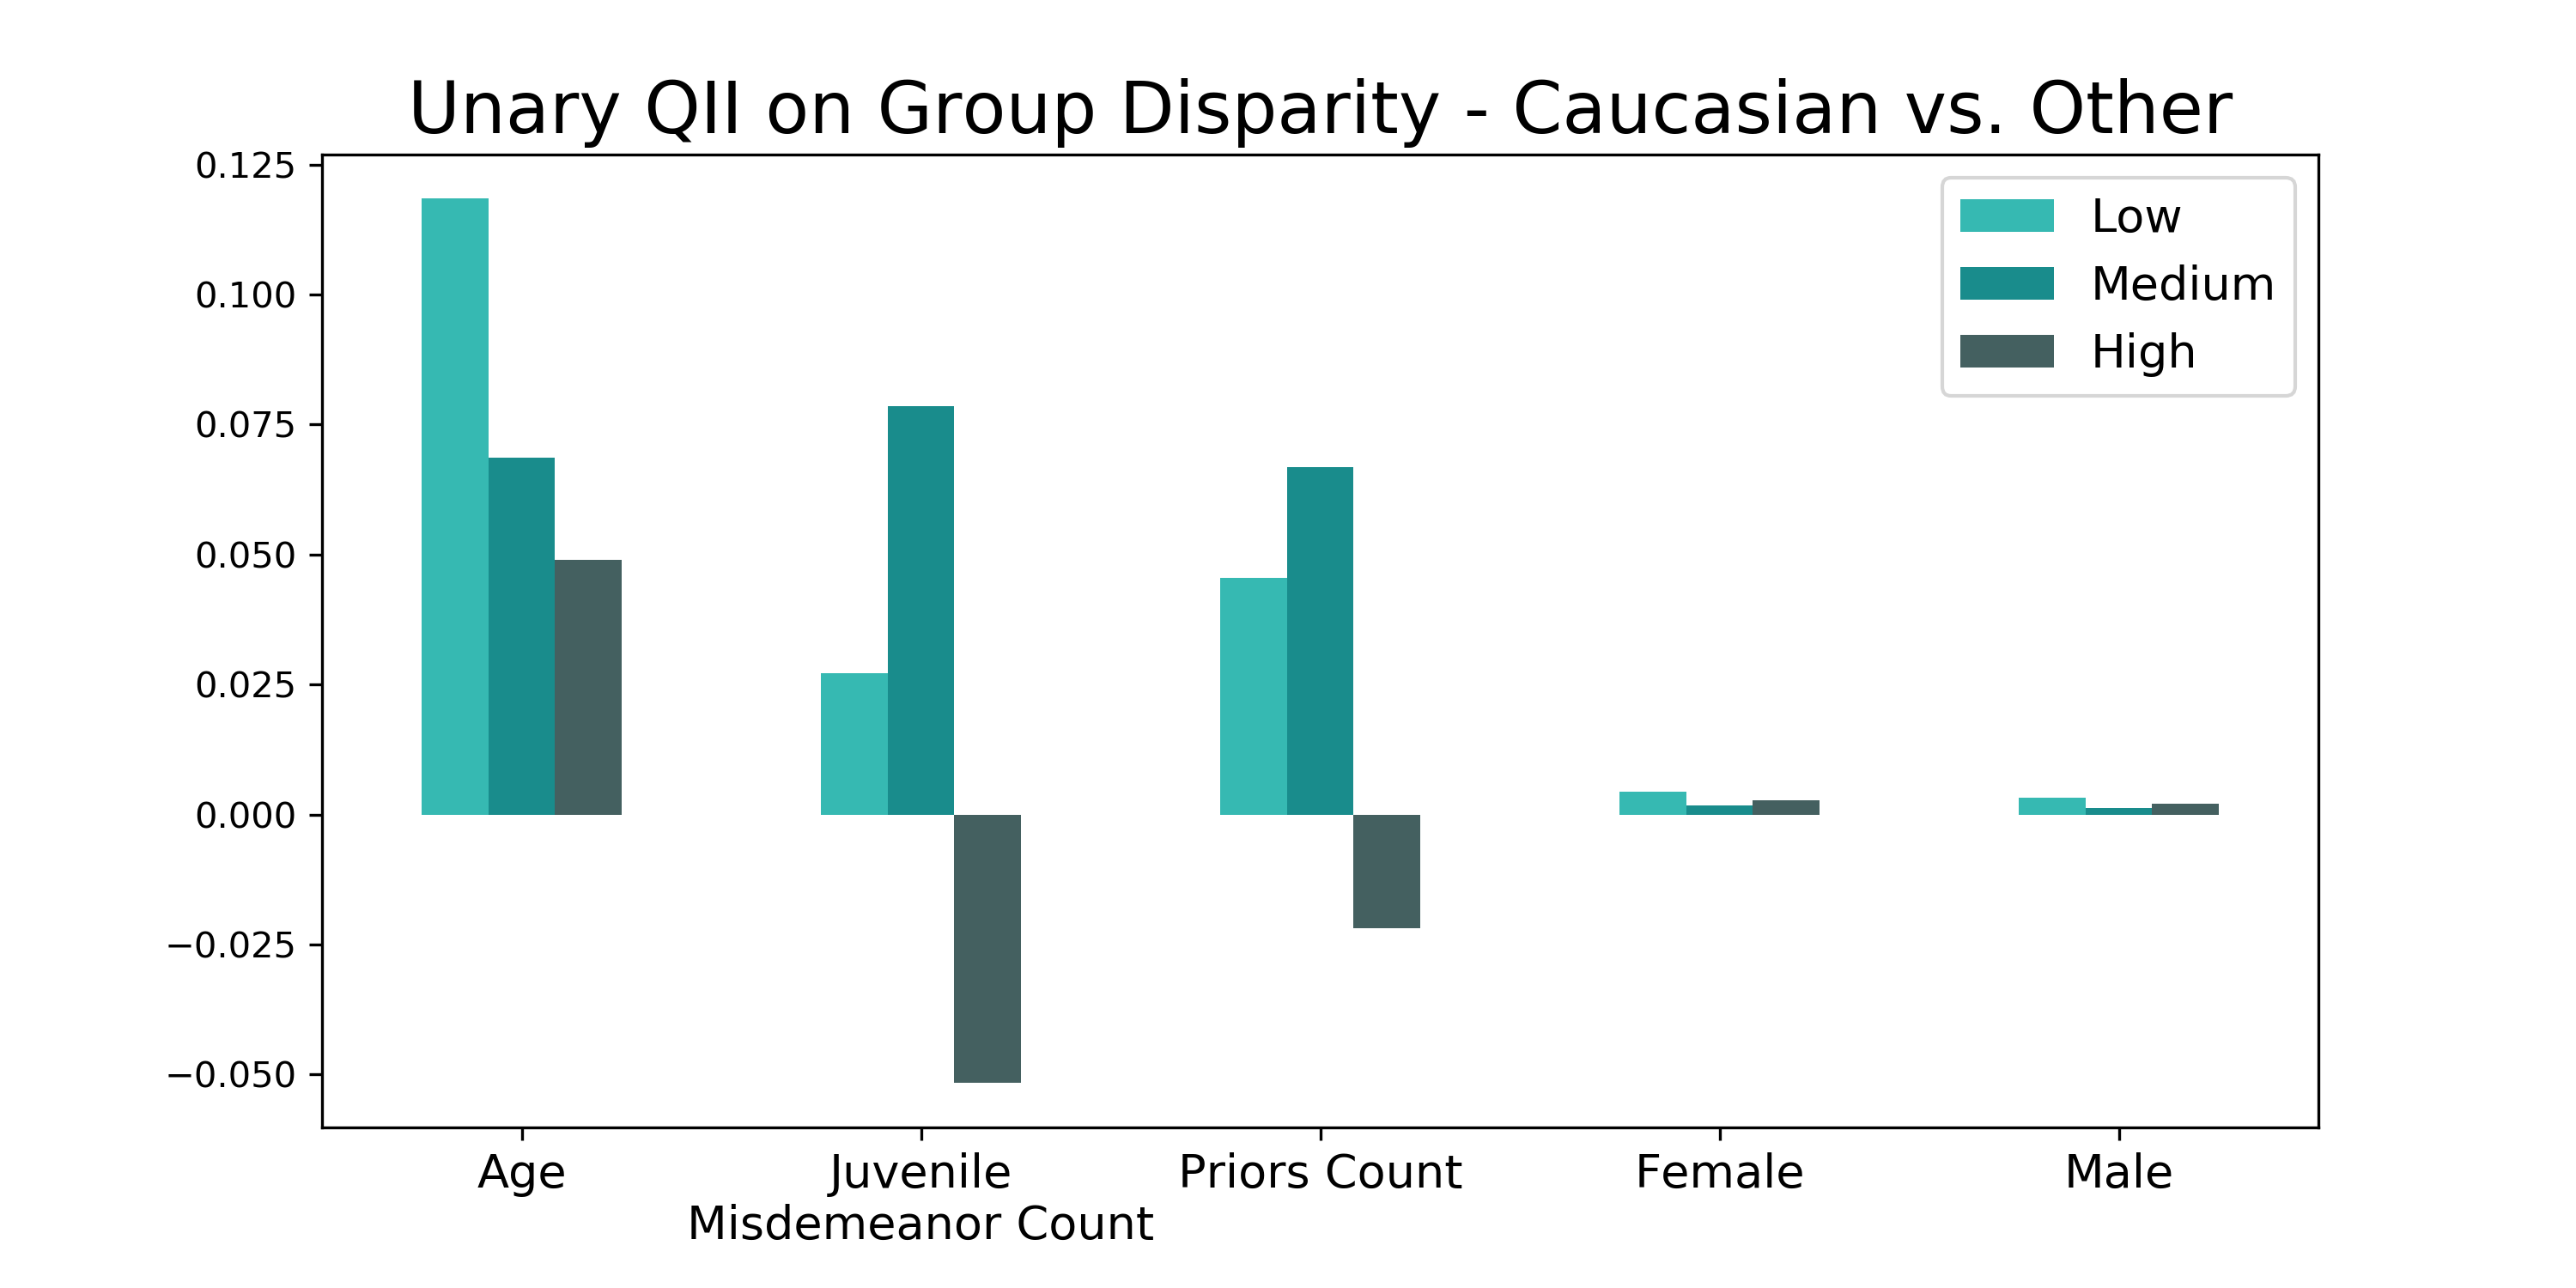 Unary QII on Group Disparity - Caucasian vs. Other
0.125
0.100
0.075
0.050
0.025
0.000
−0.025
−0.050
Low
Medium
High
Age
Juvenile
Misdemeanor Count
Priors Count
Female
Male